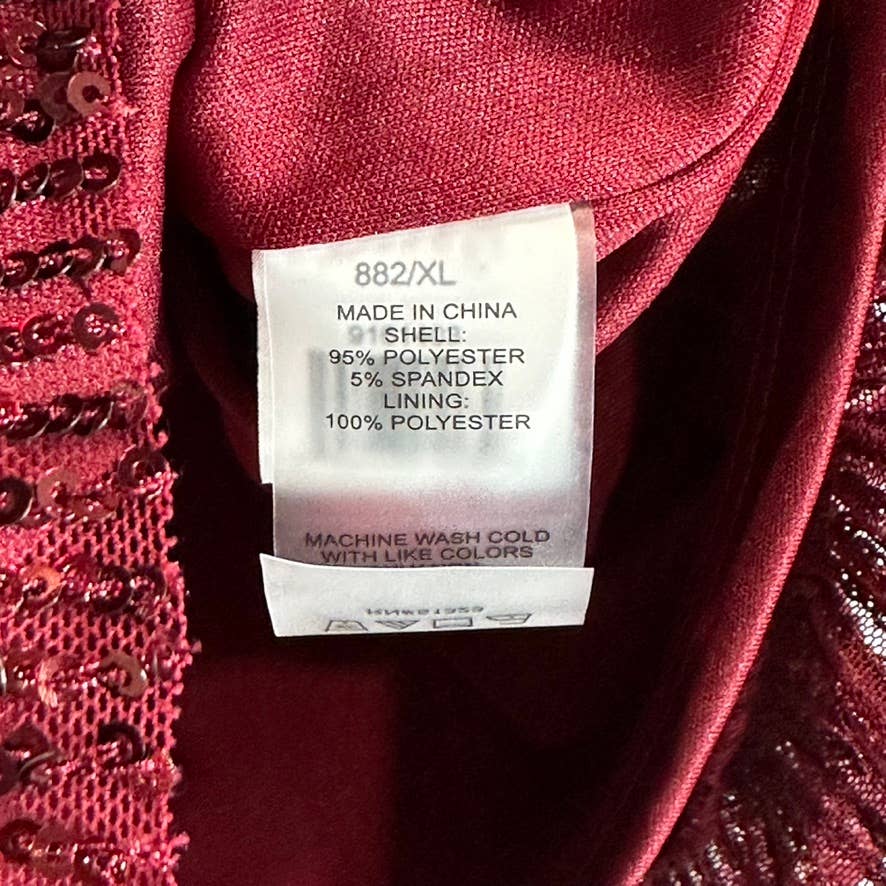 882/XL
MADE IN CHINA
SHELL:
95% POLYESTER
5% SPANDEX
LINING:
100% POLYESTER
MACHINE WASH COLD
WITH LIKE COLORS